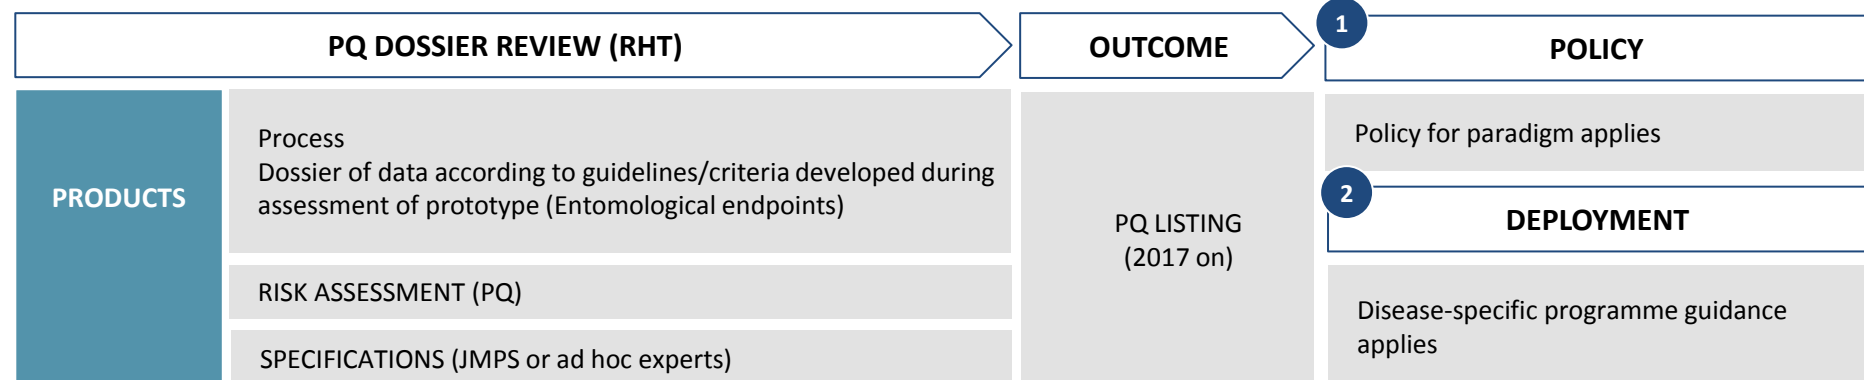 PQ DOSSIER REVIEW (RHT)
OUTCOME
1
POLICY
PRODUCTS
Process
Dossier of data according to guidelines/criteria developed during
assessment of prototype (Entomological endpoints)
RISK ASSESSMENT (PQ)
SPECIFICATIONS (JMPS or ad hoc experts)
PQ LISTING
(2017 on)
Policy for paradigm applies
2
DEPLOYMENT
Disease-specific programme guidance
applies